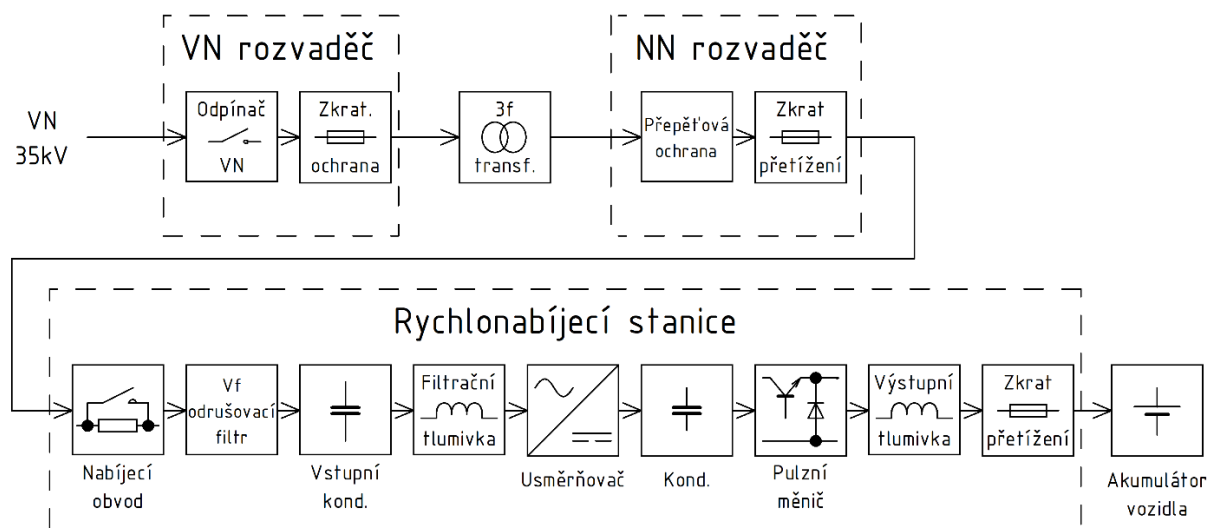 VN rozvaděč
NN rozvaděč
VN
35kV
Odpínač
VN
Zkrat.
ochrana
3f
transf.
Přepěťová
ochrana
Zkrat
přetížení
Rychlonabíjecí stanice
Nabíjecí
obvod
Vf
odrušovací
filtr
Vstupní
kond.
Filtrační
tlumivka
Usměrňovač
Kond.
Pulzní
měnič
Výstupní
tlumivka
Zkrat
přetížení
Akumulátor
vozidla